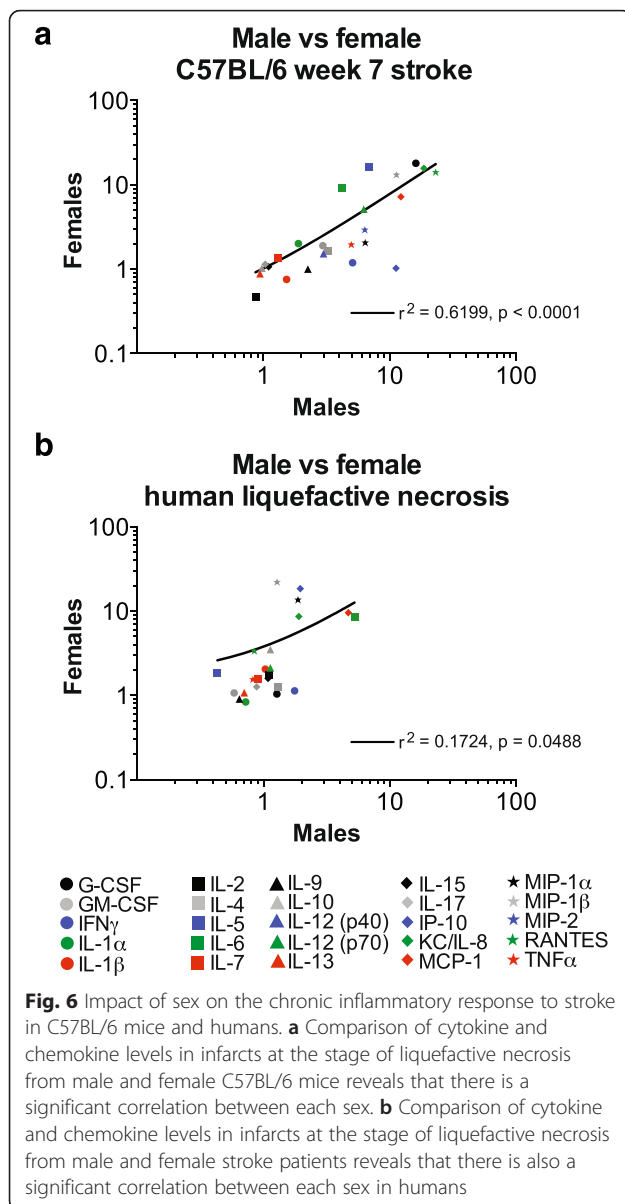 a
Male vs female
C57BL/6 week 7 stroke
100
10
1
0.1
Females
r² = 0.6199, p < 0.0001
1 10 100
Males
b
Male vs female
human liquefactive necrosis
100
10
1
0.1
Females
r² = 0.1724, p = 0.0488
1 10 100
Males
G-CSF IL-2 IL-9 IL-15 MIP-1α
GM-CSF IL-4 IL-10 IL-17 MIP-1β
IFNγ IL-5 IL-12 (p40) IP-10 MIP-2
IL-1α IL-6 IL-12 (p70) KC/IL-8 RANTES
IL-1β IL-7 IL-13 MCP-1 TNFα
Fig. 6 Impact of sex on the chronic inflammatory response to stroke
in C57BL/6 mice and humans. a Comparison of cytokine and
chemokine levels in infarcts at the stage of liquefactive necrosis
from male and female C57BL/6 mice reveals that there is a
significant correlation between each sex. b Comparison of cytokine
and chemokine levels in infarcts at the stage of liquefactive necrosis
from male and female stroke patients reveals that there is also a
significant correlation between each sex in humans